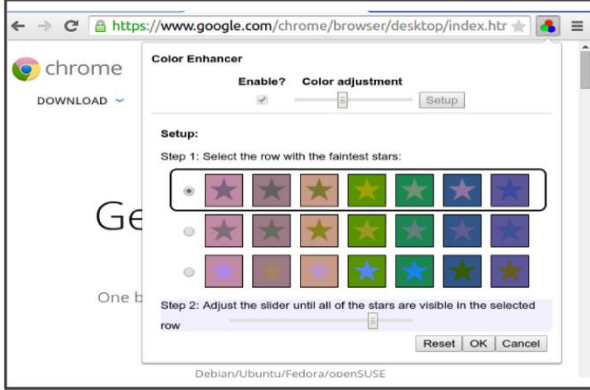 https://www.google.com/chrome/browser/desktop/index.htr
chrome
DOWNLOAD
Ge
One b
Debian/Ubuntu/Fedora/openSUSE
Color Enhancer
Enable? Color adjustment
Setup
Setup:
Step 1: Select the row with the faintest stars:
Step 2: Adjust the slider until all of the stars are visible in the selected
row
Reset OK Cancel